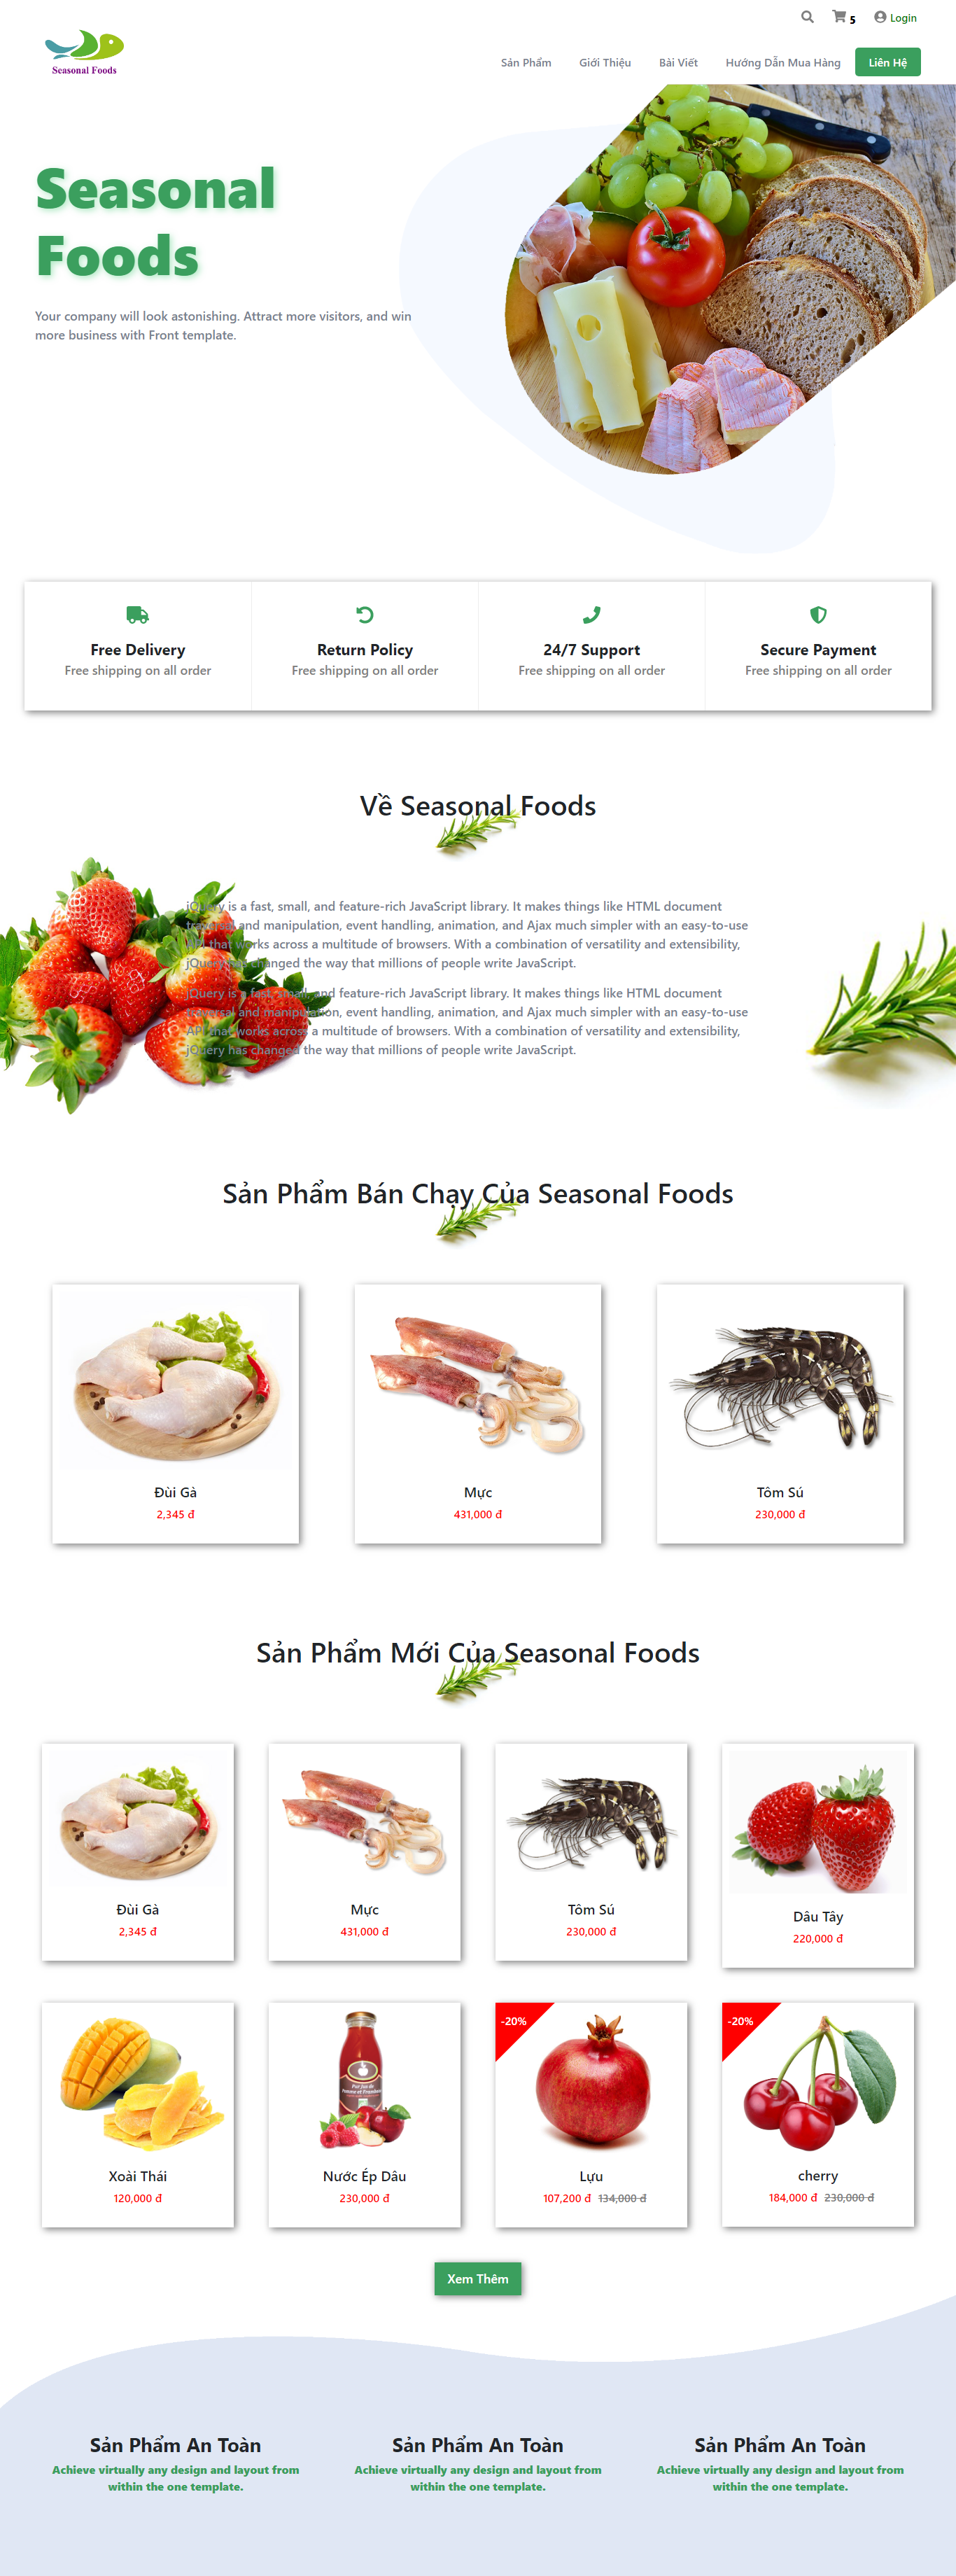 5
Login
Seasonal Foods
Sản Phẩm
Giới Thiệu
Bài Viết
Hướng Dẫn Mua Hàng
Liên Hệ
Seasonal
Foods
Your company will look astonishing. Attract more visitors, and win
more business with Front template.
Free Delivery
Free shipping on all order
Return Policy
Free shipping on all order
24/7 Support
Free shipping on all order
Secure Payment
Free shipping on all order
Về Seasonal Foods
jQuery is a fast, small, and feature-rich JavaScript library. It makes things like HTML document
traversal and manipulation, event handling, animation, and Ajax much simpler with an easy-to-use
API that works across a multitude of browsers. With a combination of versatility and extensibility,
jQuery has changed the way that millions of people write JavaScript.
jQuery is a fast, small, and feature-rich JavaScript library. It makes things like HTML document
traversal and manipulation, event handling, animation, and Ajax much simpler with an easy-to-use
API that works across a multitude of browsers. With a combination of versatility and extensibility,
jQuery has changed the way that millions of people write JavaScript.
Sản Phẩm Bán Chạy Của Seasonal Foods
Đùi Gà
2,345 đ
Mực
431,000 đ
Tôm Sú
230,000 đ
Sản Phẩm Mới Của Seasonal Foods
Đùi Gà
2,345 đ
Mực
431,000 đ
Tôm Sú
230,000 đ
Dâu Tây
220,000 đ
Xoài Thái
120,000 đ
Nước Ép Dâu
230,000 đ
-20%
Lựu
107,200 đ 134,000 đ
-20%
cherry
184,000 đ 230,000 đ
Xem Thêm
Sản Phẩm An Toàn
Achieve virtually any design and layout from
within the one template.
Sản Phẩm An Toàn
Achieve virtually any design and layout from
within the one template.
Sản Phẩm An Toàn
Achieve virtually any design and layout from
within the one template.